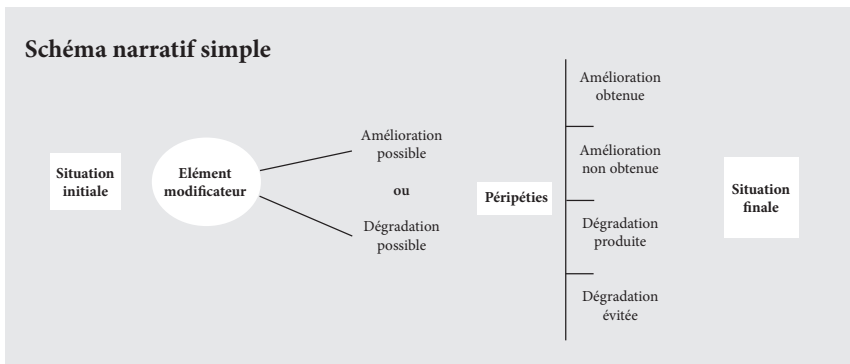 Schéma narratif simple
Situation
initiale
Elément
modificateur
Amélioration
possible
ou
Dégradation
possible
Péripéties
Amélioration
obtenue
Amélioration
non obtenue
Dégradation
produite
Dégradation
évitée
Situation
finale